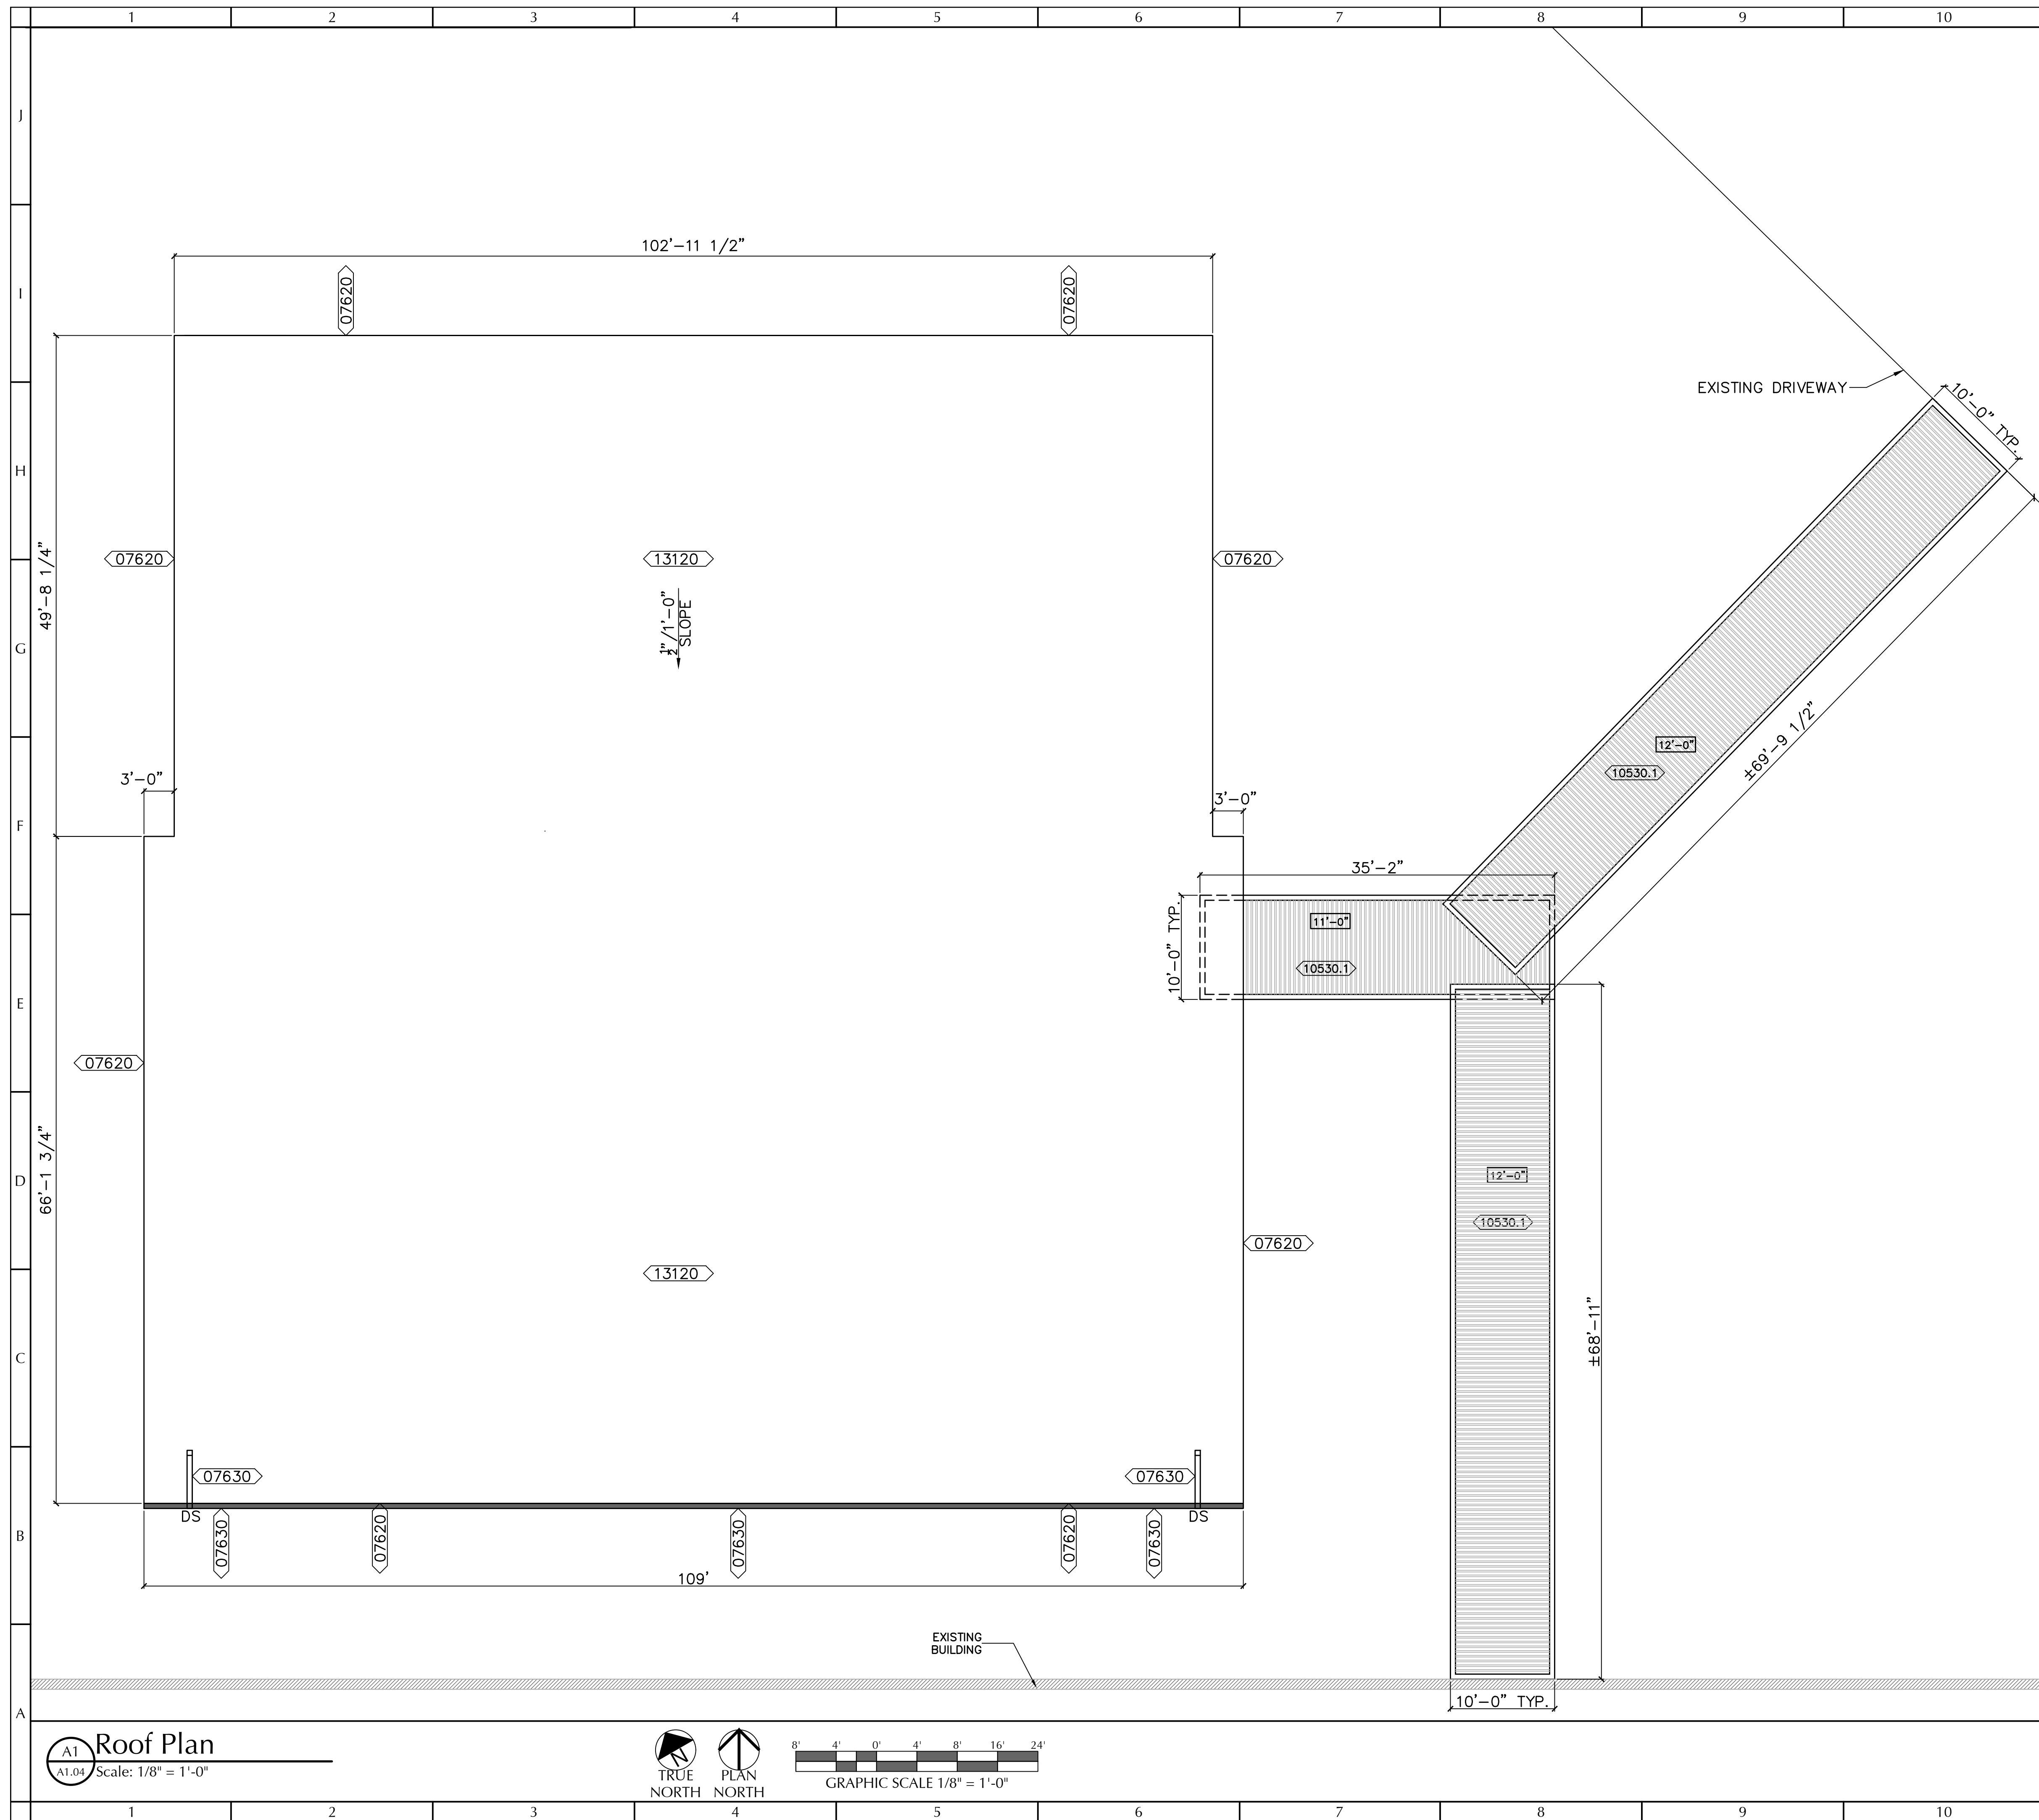 1 2 3 4 5 6 7 8 9 10
J
I
H
G
F
E
D
C
B
A
102'-11 1/2"
07620
07620
EXISTING DRIVEWAY
10'-0" TYP.
49'-8 1/4"
07620
13120
07620
1/2"/1'-0"
SLOPE
±69'-9 1/2"
12'-0"
10530.1
3'-0"
3'-0"
35'-2"
10'-0" TYP.
11'-0"
10530.1
07620
66'-1 3/4"
12'-0"
10530.1
07620
13120
±68'-11"
07630
07630
DS
DS
07630
07620
07630
07620
07630
109'
EXISTING
BUILDING
10'-0" TYP.
A1
A1.04
Roof Plan
Scale: 1/8" = 1'-0"
N
TRUE
NORTH
PLAN
NORTH
8' 4' 0' 4' 8' 16' 24'
GRAPHIC SCALE 1/8" = 1'-0"
1 2 3 4 5 6 7 8 9 10